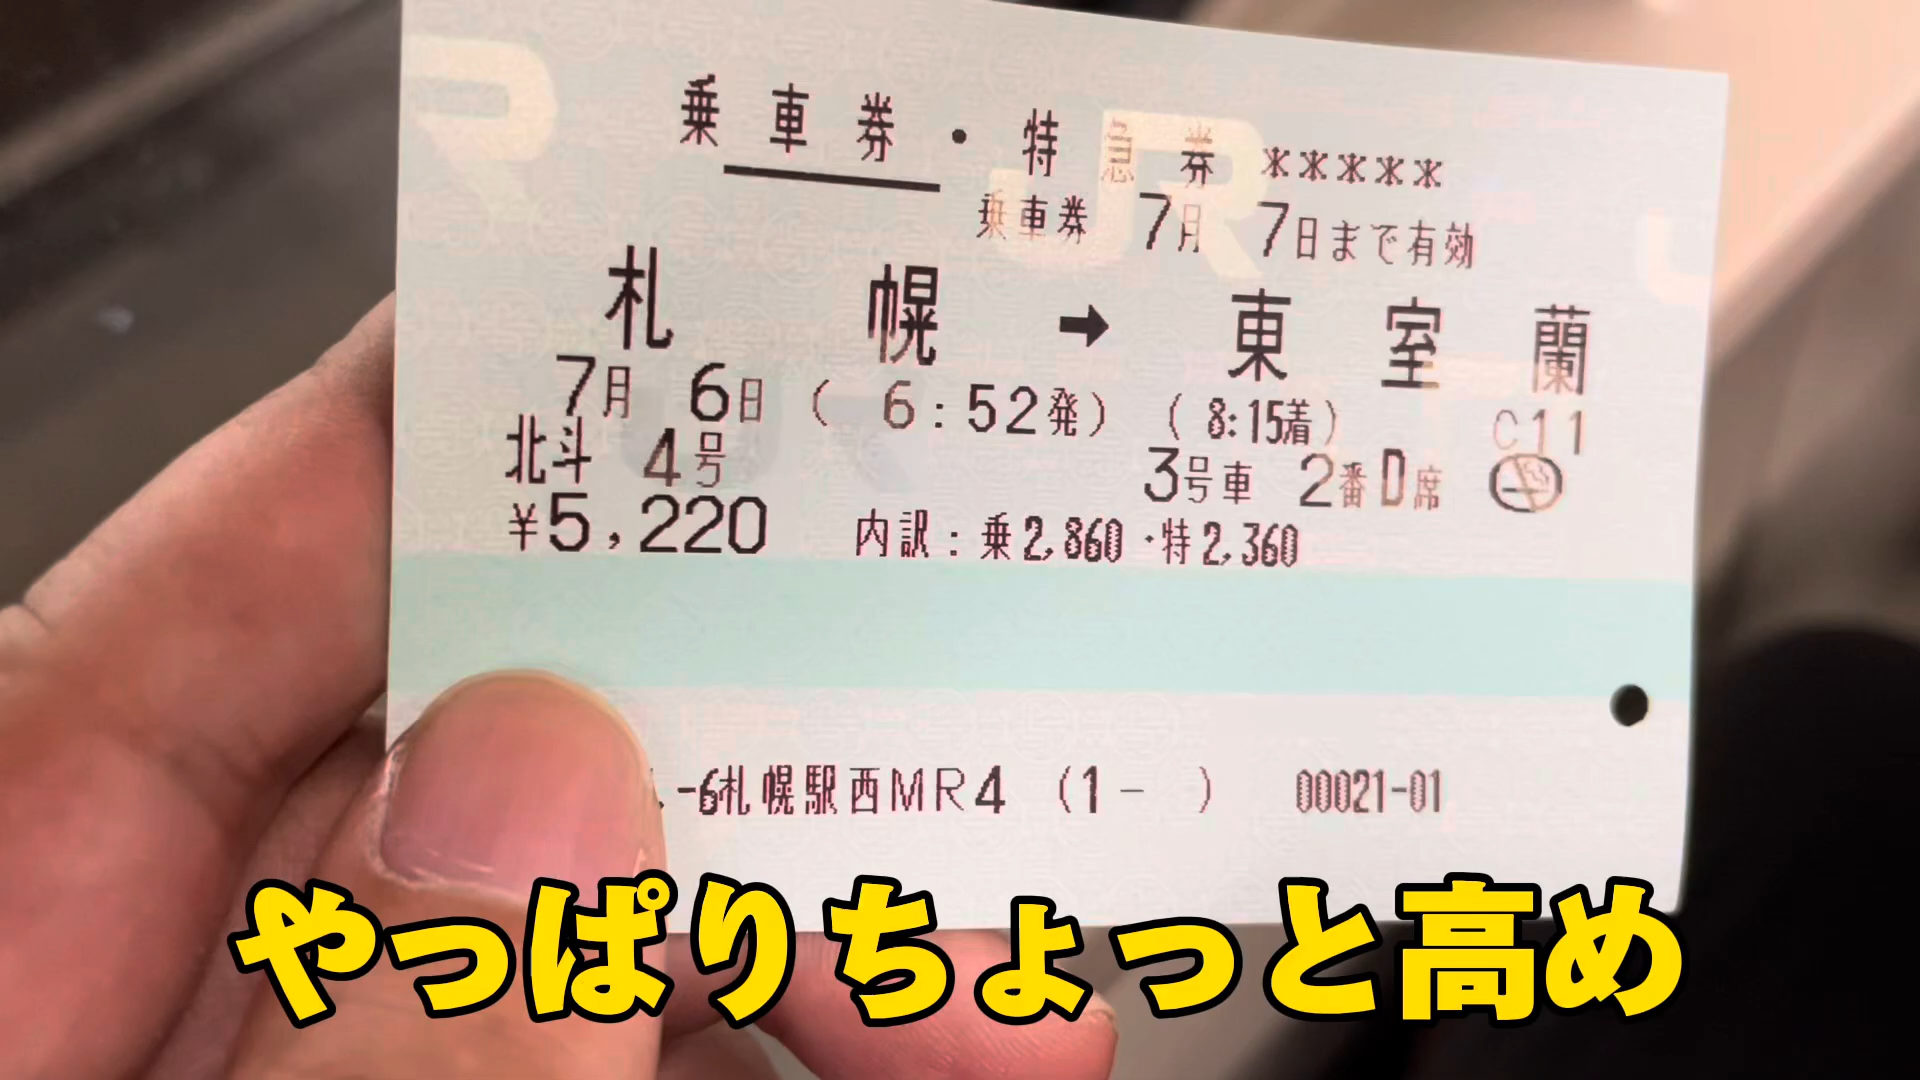 乗車券・特急券 *****
乗車券 7月 7日まで有効
札幌 → 東室蘭
7月 6日 ( 6:52発) (8:15着) C11
北斗 4号 3号車 2番D席
¥5,220 内訳:乗2,860・特2,360
-6札幌駅西MR4 (1- ) 00021-01
やっぱりちょっと高め